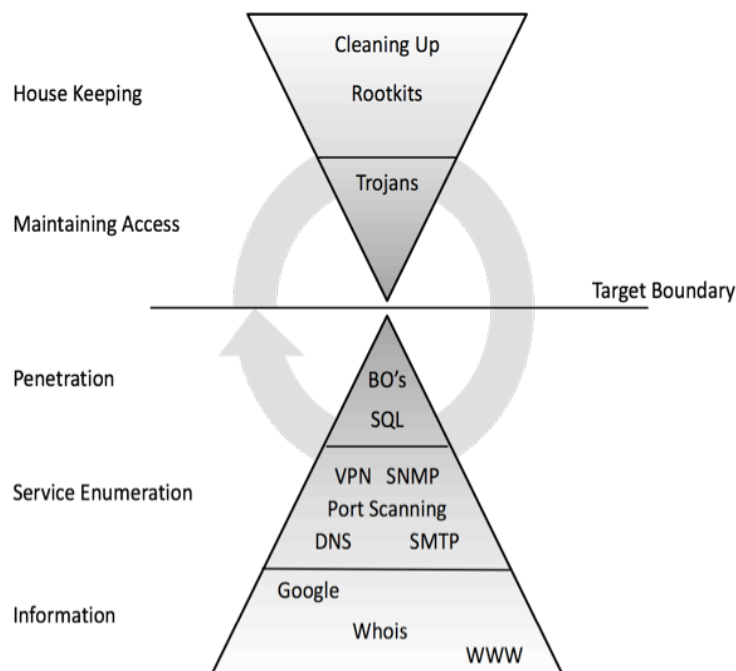 Cleaning Up
House Keeping
Rootkits
Trojans
Maintaining Access
Target Boundary
Penetration
BO's
SQL
VPN SNMP
Service Enumeration
Port Scanning
DNS SMTP
Google
Information
Whois
WWW